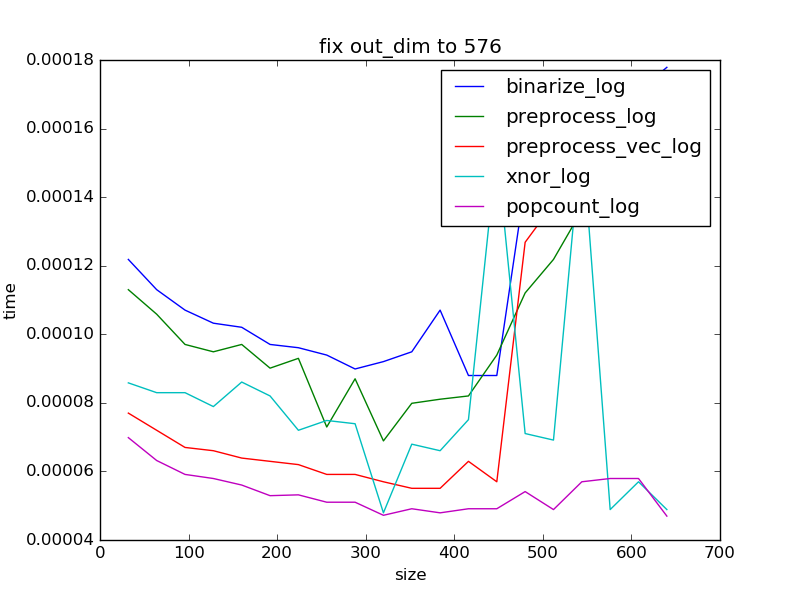 fix out_dim to 576
0.00018
0.00016
0.00014
0.00012
0.00010
0.00008
0.00006
0.00004
time
binarize_log
preprocess_log
preprocess_vec_log
xnor_log
popcount_log
0 100 200 300 400 500 600 700
size